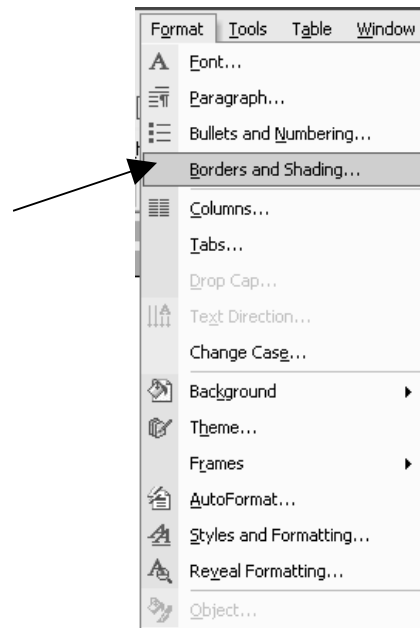 Format Tools Table Window
Font...
Paragraph...
Bullets and Numbering...
Borders and Shading...
Columns...
Tabs...
Drop Cap...
Text Direction...
Change Case...
Background
Theme...
Frames
AutoFormat...
Styles and Formatting...
Reveal Formatting...
Object...